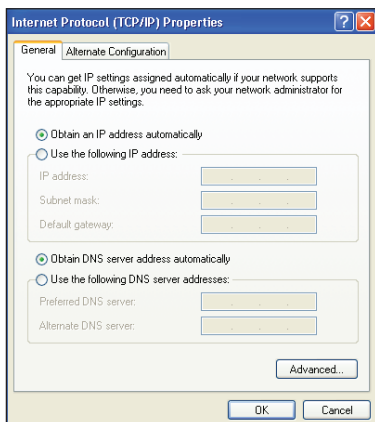 Internet Protocol (TCP/IP) Properties
General
Alternate Configuration
You can get IP settings assigned automatically if your network supports
this capability. Otherwise, you need to ask your network administrator for
the appropriate IP settings.
Obtain an IP address automatically
Use the following IP address:
IP address:
Subnet mask:
Default gateway:
Obtain DNS server address automatically
Use the following DNS server addresses:
Preferred DNS server:
Alternate DNS server:
Advanced...
OK
Cancel